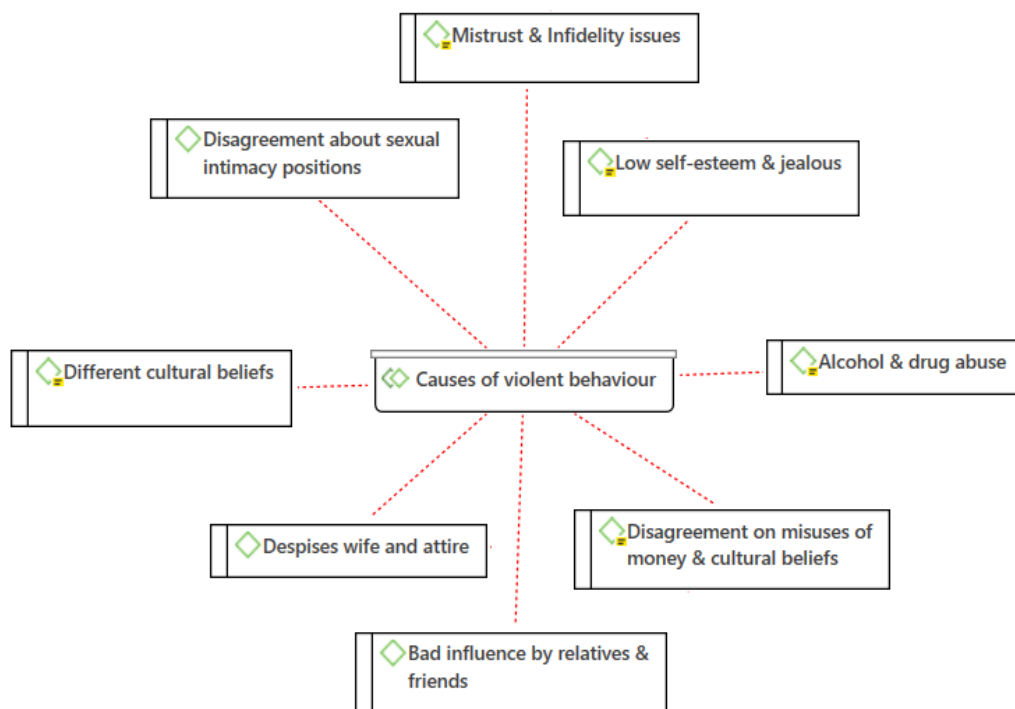 Mistrust & Infidelity issues
Disagreement about sexual
intimacy positions
Low self-esteem & jealous
Different cultural beliefs
Causes of violent behaviour
Alcohol & drug abuse
Despises wife and attire
Disagreement on misuses of
money & cultural beliefs
Bad influence by relatives &
friends